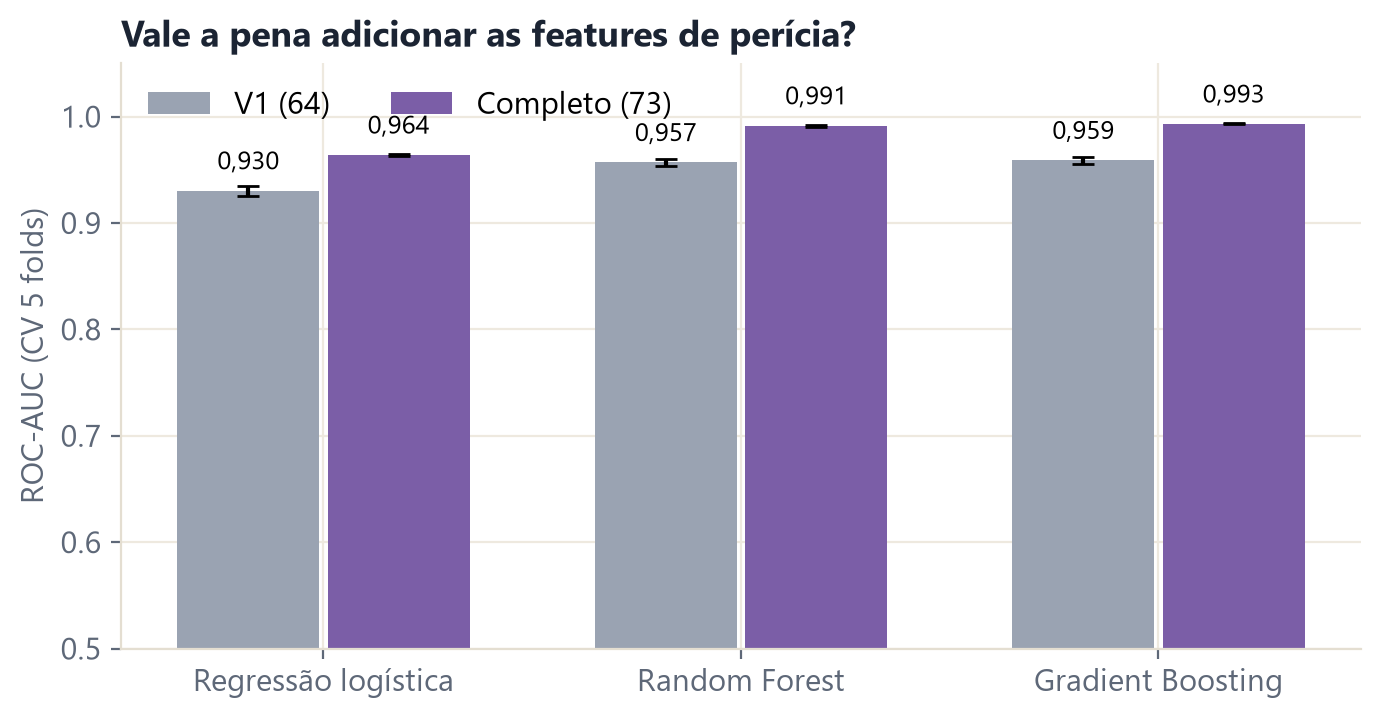 Vale a pena adicionar as features de perícia?
V1 (64)
Completo (73)
0,930
0,964
0,957
0,991
0,959
0,993
ROC-AUC (CV 5 folds)
1.0
0.9
0.8
0.7
0.6
0.5
Regressão logística
Random Forest
Gradient Boosting